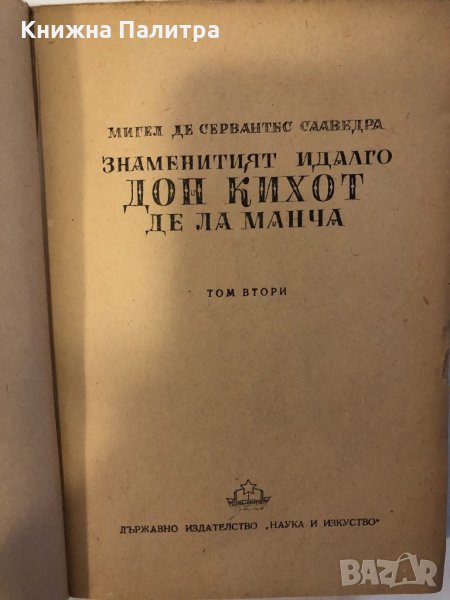 Книжна Палитра
МИГЕЛ ДЕ СЕРВАНТЕС СААВЕДРА
ЗНАМЕНИТИЯТ ИДАЛГО
ДОН КИХОТ
ДЕ ЛА МАНЧА
ТОМ ВТОРИ
ДЪРЖАВНО ИЗДАТЕЛСТВО „НАУКА И ИЗКУСТВО"
BAZAR